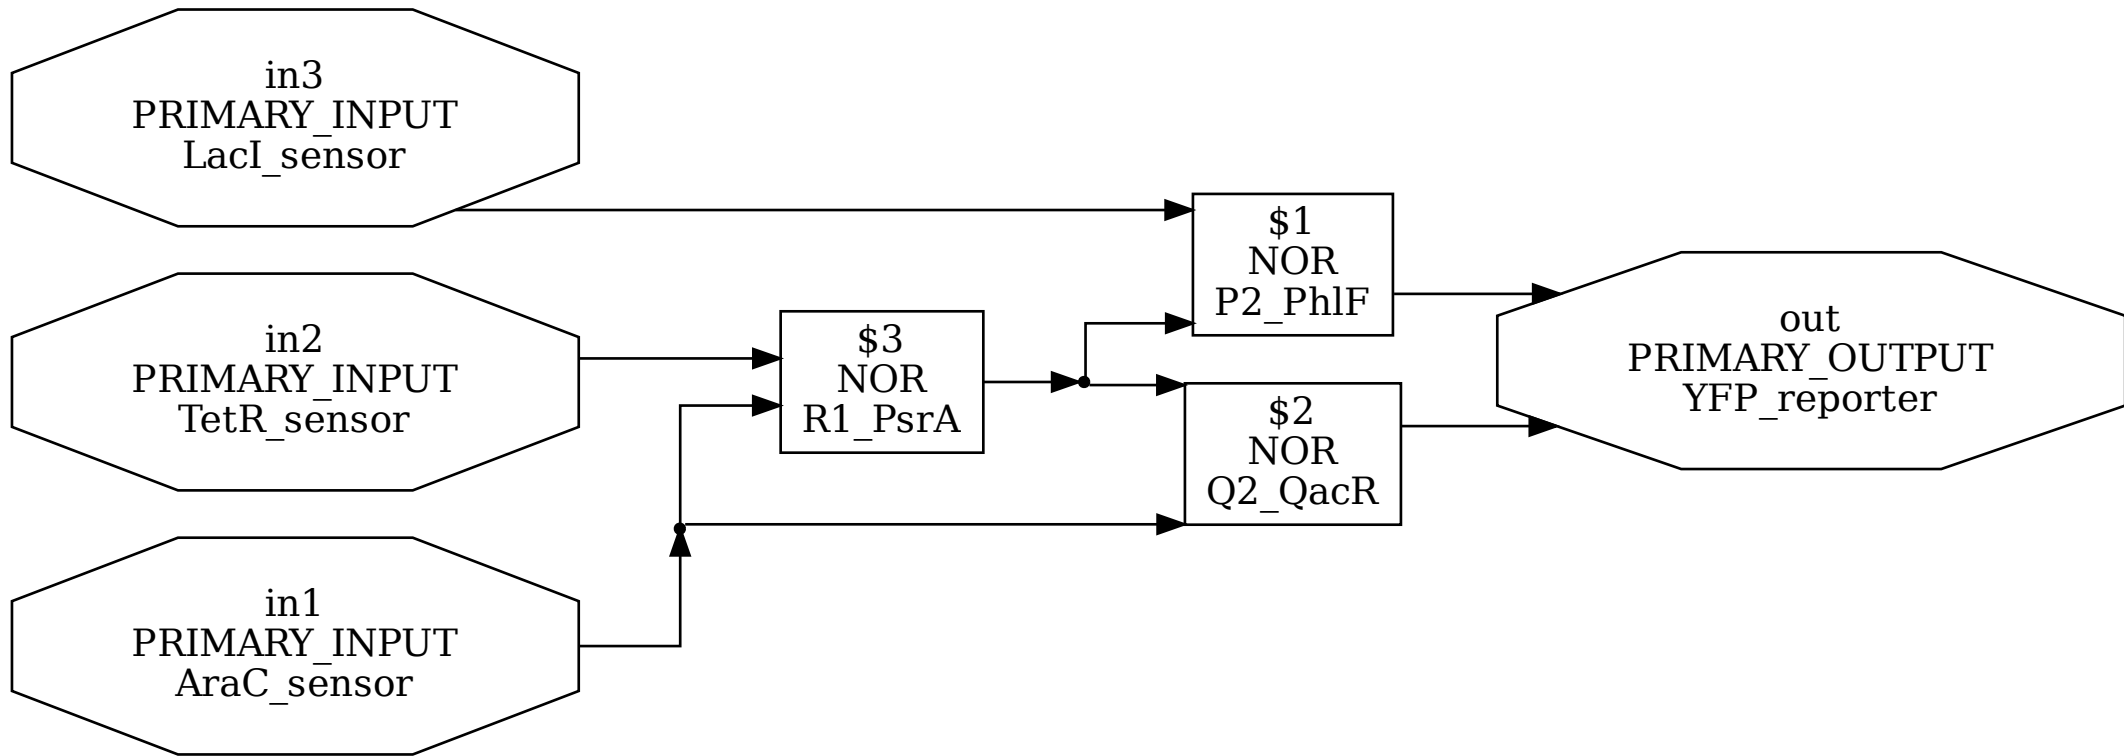 in3
PRIMARY_INPUT
LacI_sensor
in2
PRIMARY_INPUT
TetR_sensor
in1
PRIMARY_INPUT
AraC_sensor
$3
NOR
R1_PsrA
$1
NOR
P2_PhlF
$2
NOR
Q2_QacR
out
PRIMARY_OUTPUT
YFP_reporter